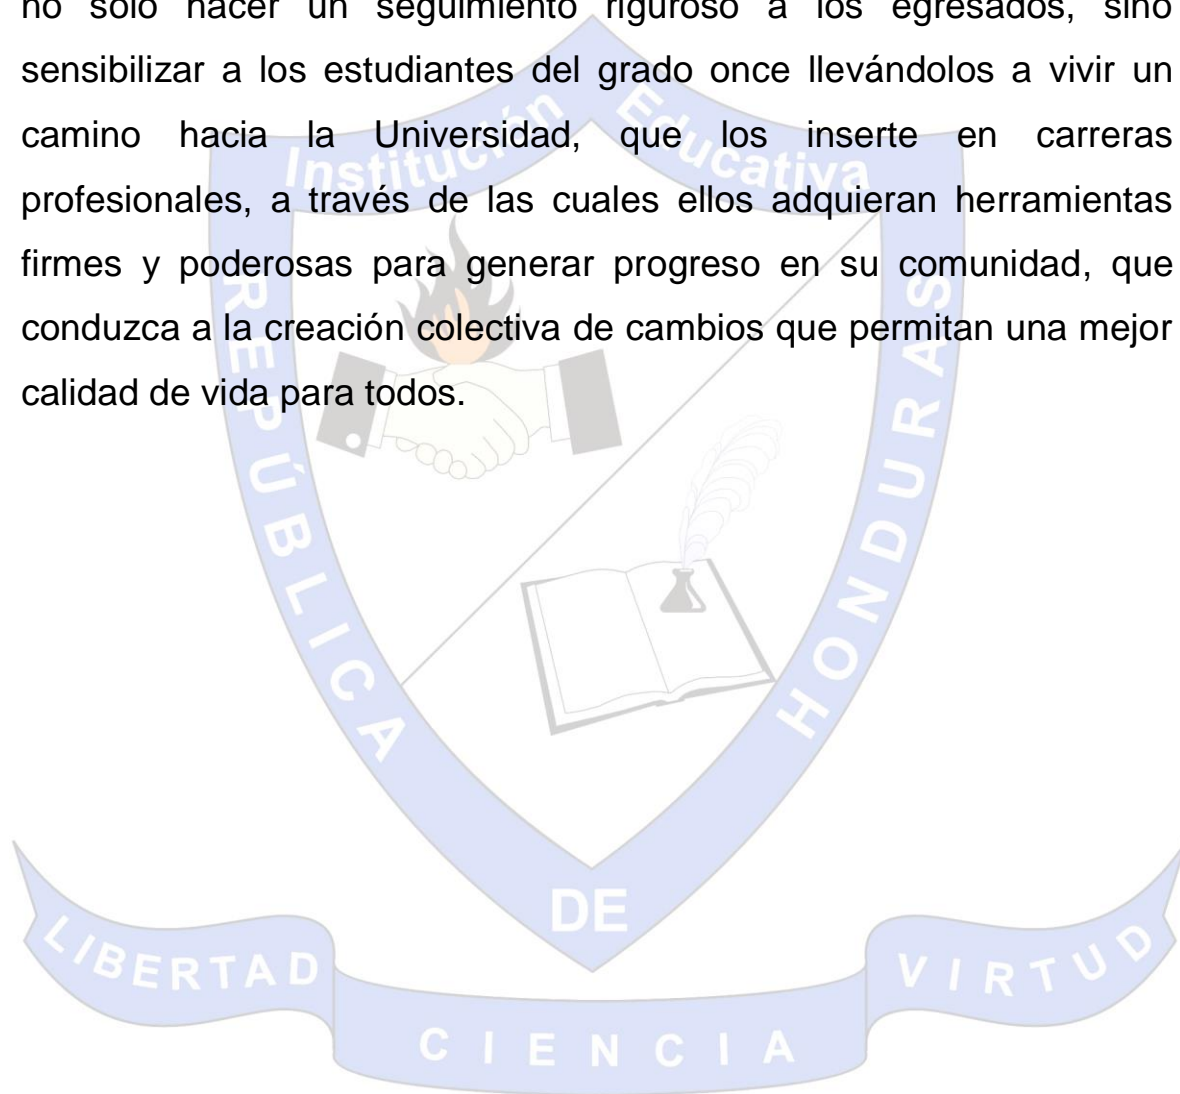 no solo hacer un seguimiento riguroso a los egresados, sino
sensibilizar a los estudiantes del grado once llevándolos a vivir un
camino hacia la Universidad, que los inserte en carreras
profesionales, a través de las cuales ellos adquieran herramientas
firmes y poderosas para generar progreso en su comunidad, que
conduzca a la creación colectiva de cambios que permitan una mejor
calidad de vida para todos.
Institución Educativa
REPÚBLICA
DE
HONDURAS
LIBERTAD
CIENCIA
VIRTUD